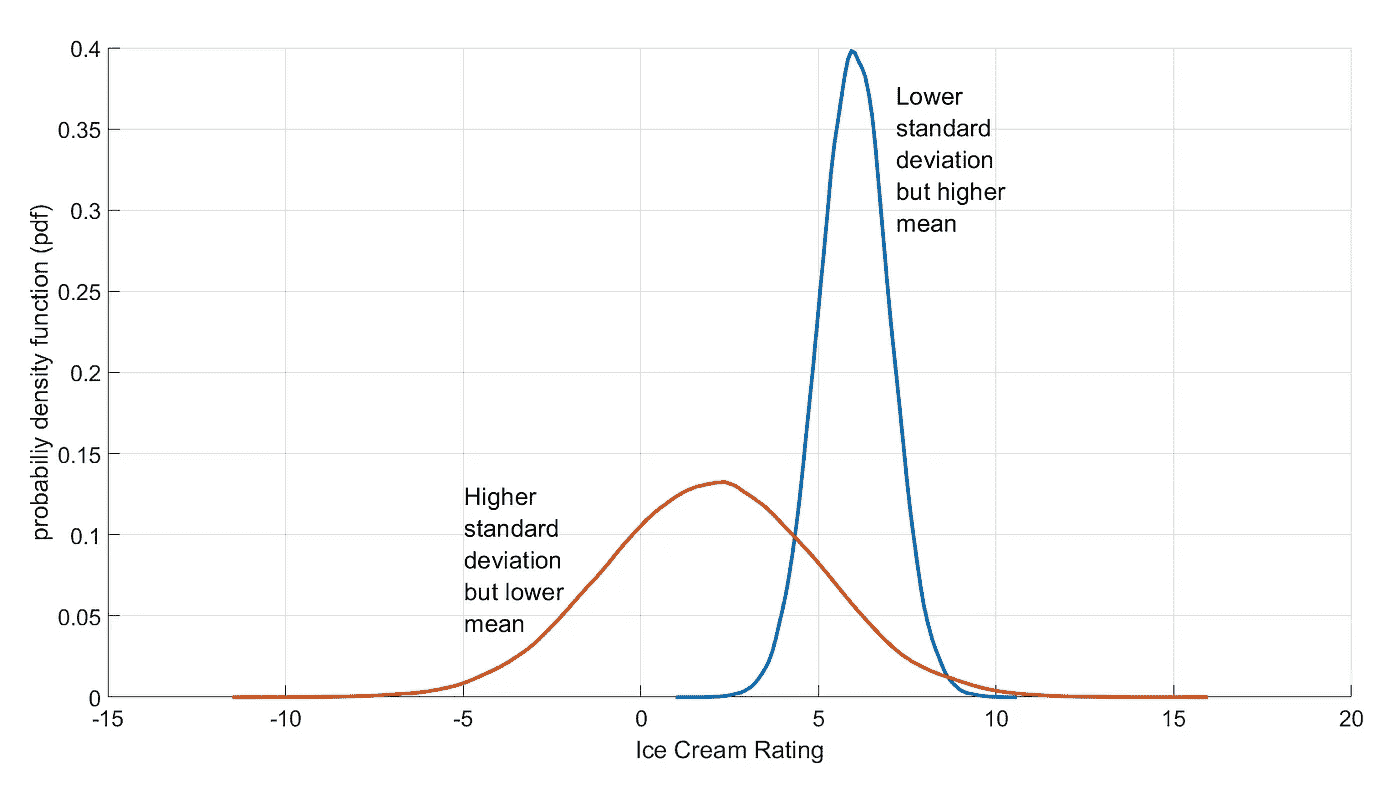 0.4
0.35
0.3
0.25
0.2
0.15
0.1
0.05
0
probabiliy density function (pdf)
Lower
standard
deviation
but higher
mean
Higher
standard
deviation
but lower
mean
-15
-10
-5
0
5
10
15
20
Ice Cream Rating